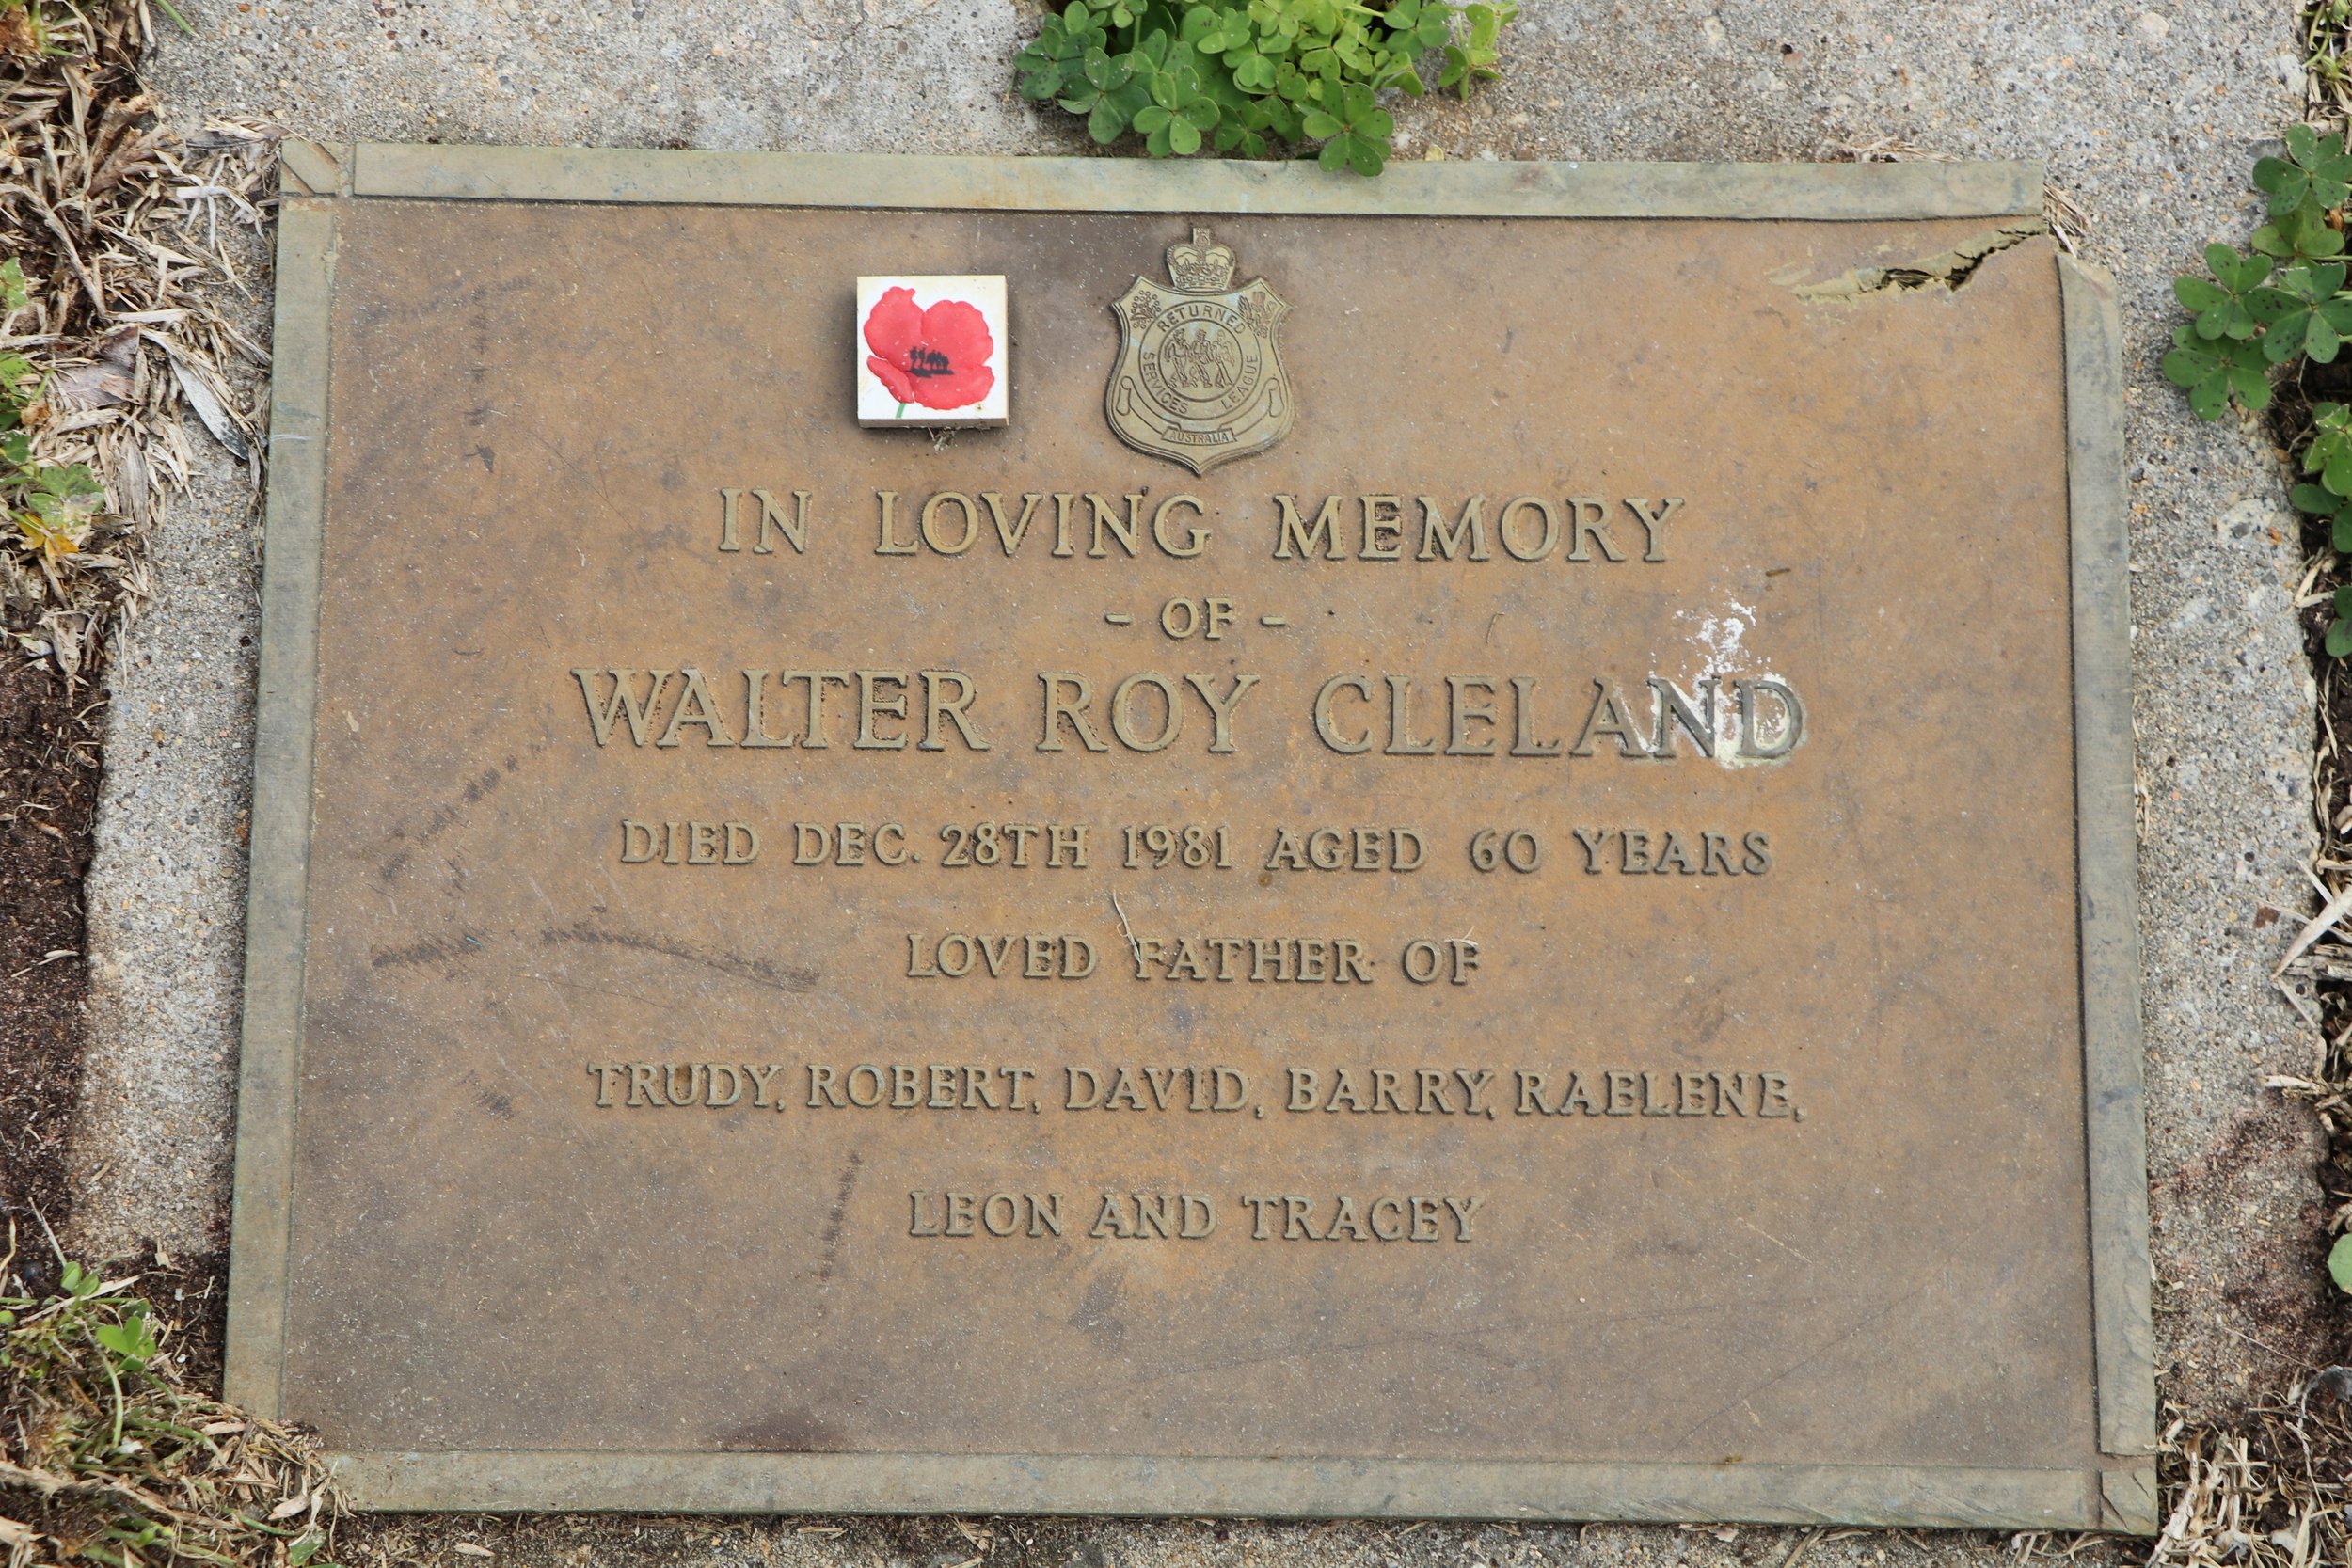 RETURNED
SERVICES LEAGUE
AUSTRALIA
IN LOVING MEMORY
- OF -
WALTER ROY CLELAND
DIED DEC. 28TH 1981 AGED 60 YEARS
LOVED FATHER OF
TRUDY, ROBERT, DAVID, BARRY, RAELENE,
LEON AND TRACEY